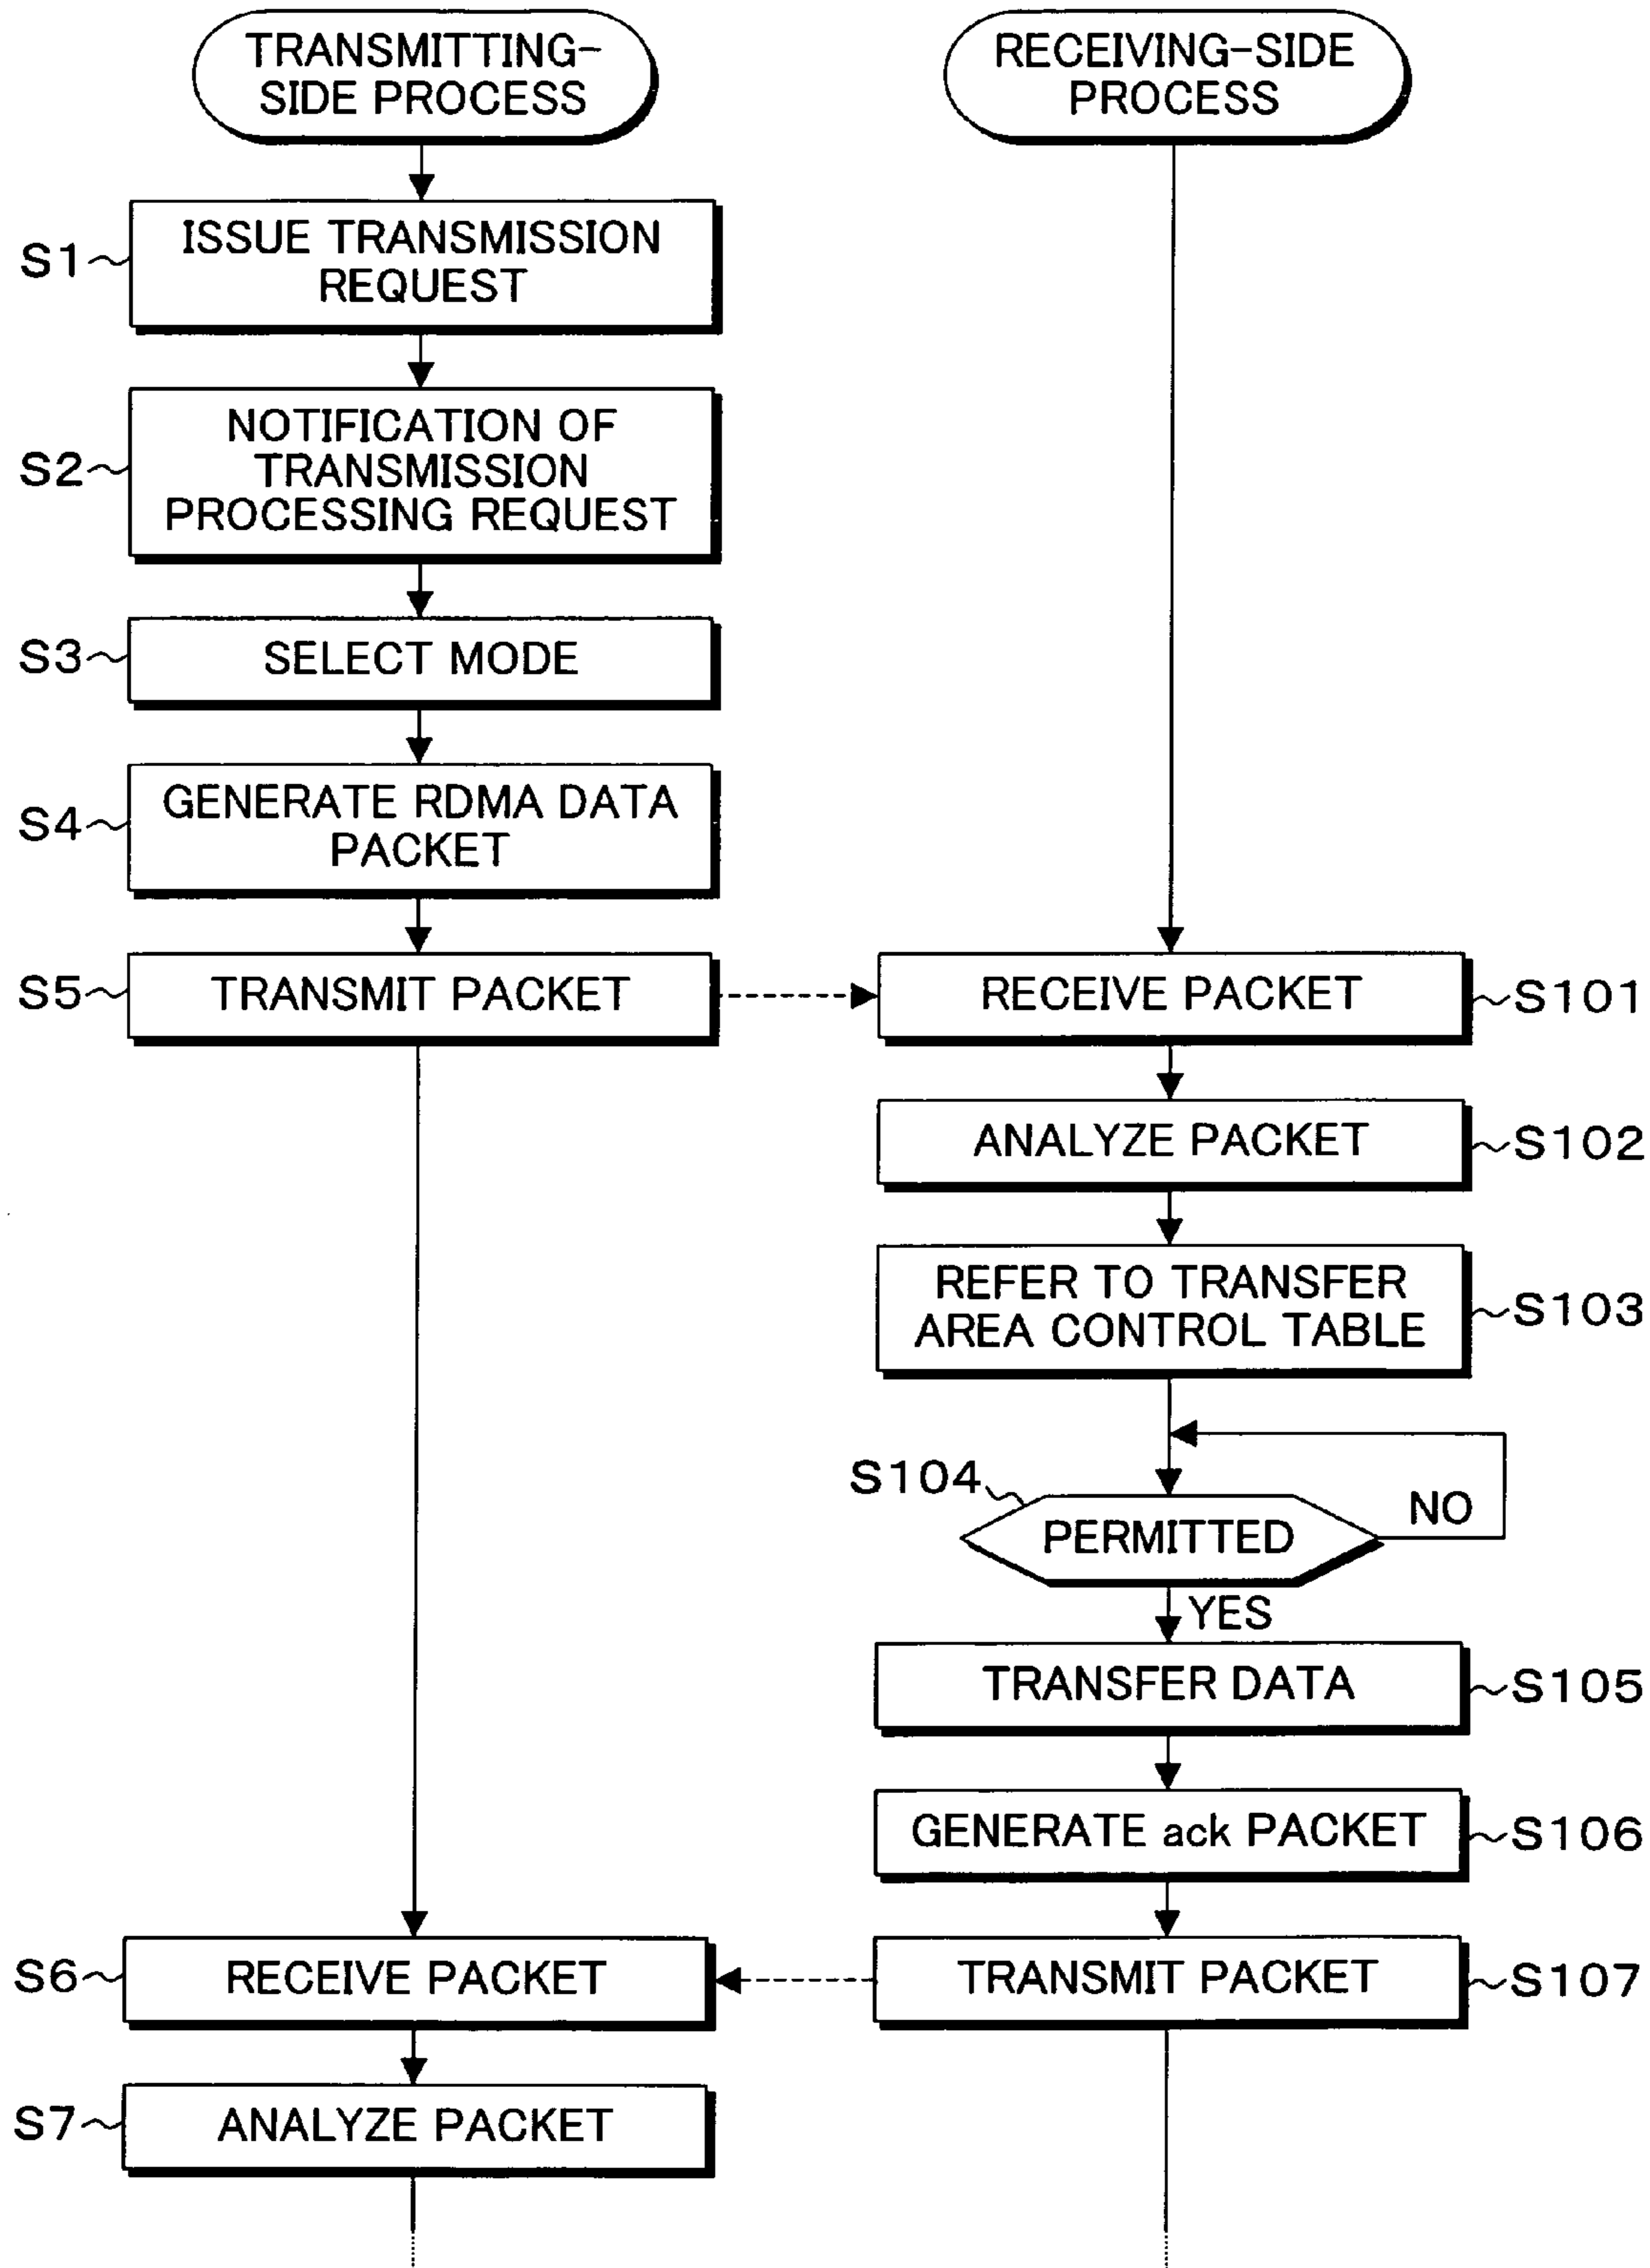 TRANSMITTING-
SIDE PROCESS
RECEIVING-SIDE
PROCESS
S1
ISSUE TRANSMISSION
REQUEST
S2
NOTIFICATION OF
TRANSMISSION
PROCESSING REQUEST
S3
SELECT MODE
S4
GENERATE RDMA DATA
PACKET
S5
TRANSMIT PACKET
RECEIVE PACKET
S101
ANALYZE PACKET
S102
REFER TO TRANSFER
AREA CONTROL TABLE
S103
S104
PERMITTED
NO
YES
TRANSFER DATA
S105
GENERATE ack PACKET
S106
S6
RECEIVE PACKET
TRANSMIT PACKET
S107
S7
ANALYZE PACKET